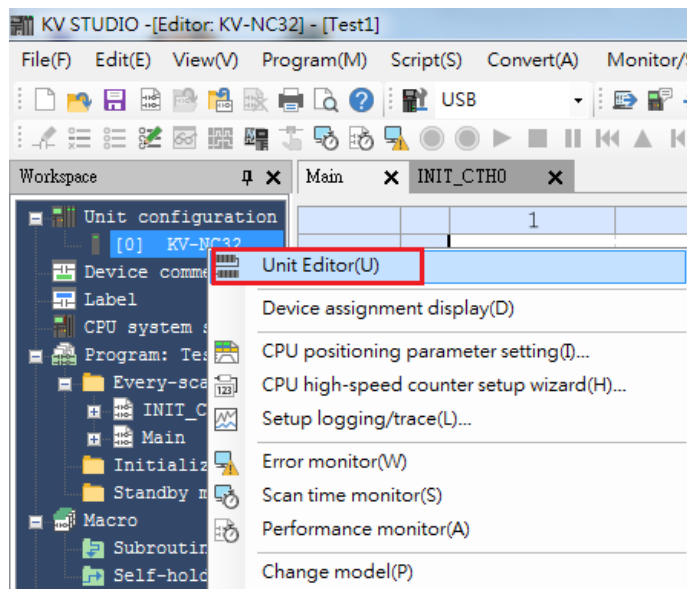 KV STUDIO -[Editor: KV-NC32] - [Test1]
File(F) Edit(E) View(V) Program(M) Script(S) Convert(A) Monitor/
USB
Workspace Main INIT_CTH0
Unit configuration 1
[0] KV-NC32
Unit Editor(U)
Device comme
Device assignment display(D)
Label
CPU system
CPU positioning parameter setting(I)...
Program: Tes
CPU high-speed counter setup wizard(H)...
Every-sca
INIT_C
Setup logging/trace(L)...
Main
Error monitor(W)
Initializ
Scan time monitor(S)
Standby m
Performance monitor(A)
Macro
Subroutin
Change model(P)
Self-hold